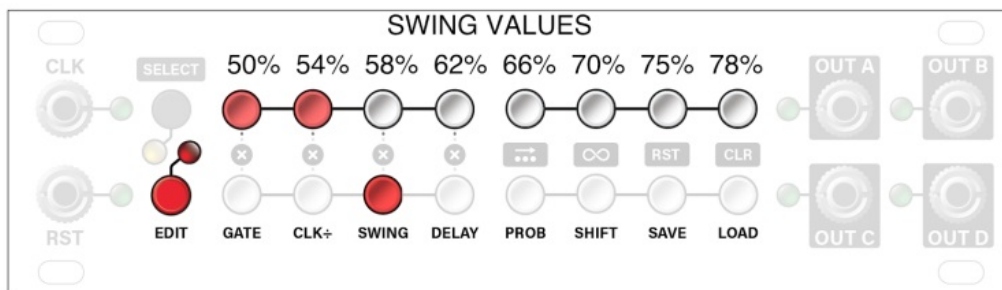 SWING VALUES
50% 54% 58% 62% 66% 70% 75% 78%
CLK SELECT OUT A OUT B
RST CLR
RST EDIT GATE CLK÷ SWING DELAY PROB SHIFT SAVE LOAD OUT C OUT D